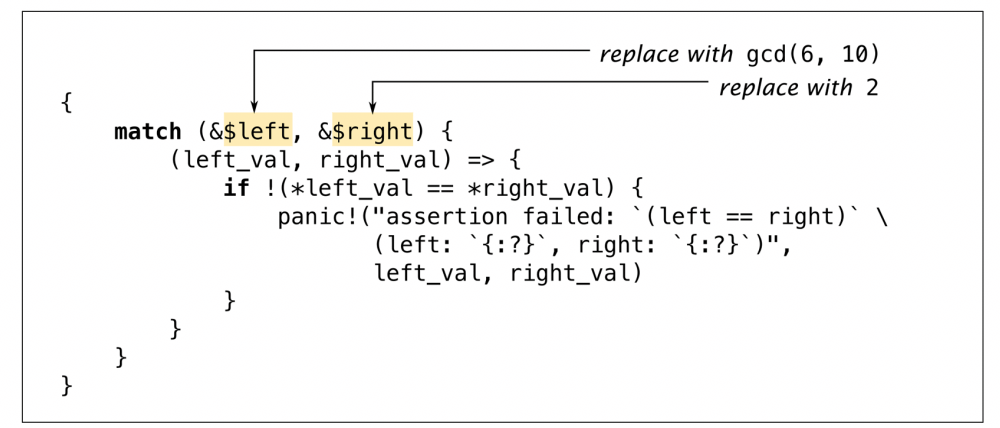 replace with gcd(6, 10)
replace with 2
{
    match (&$left, &$right) {
        (left_val, right_val) => {
            if !(*left_val == *right_val) {
                panic!("assertion failed: `(left == right)` \
                        (left: `{:?}`, right: `{:?}`)",
                        left_val, right_val)
            }
        }
    }
}